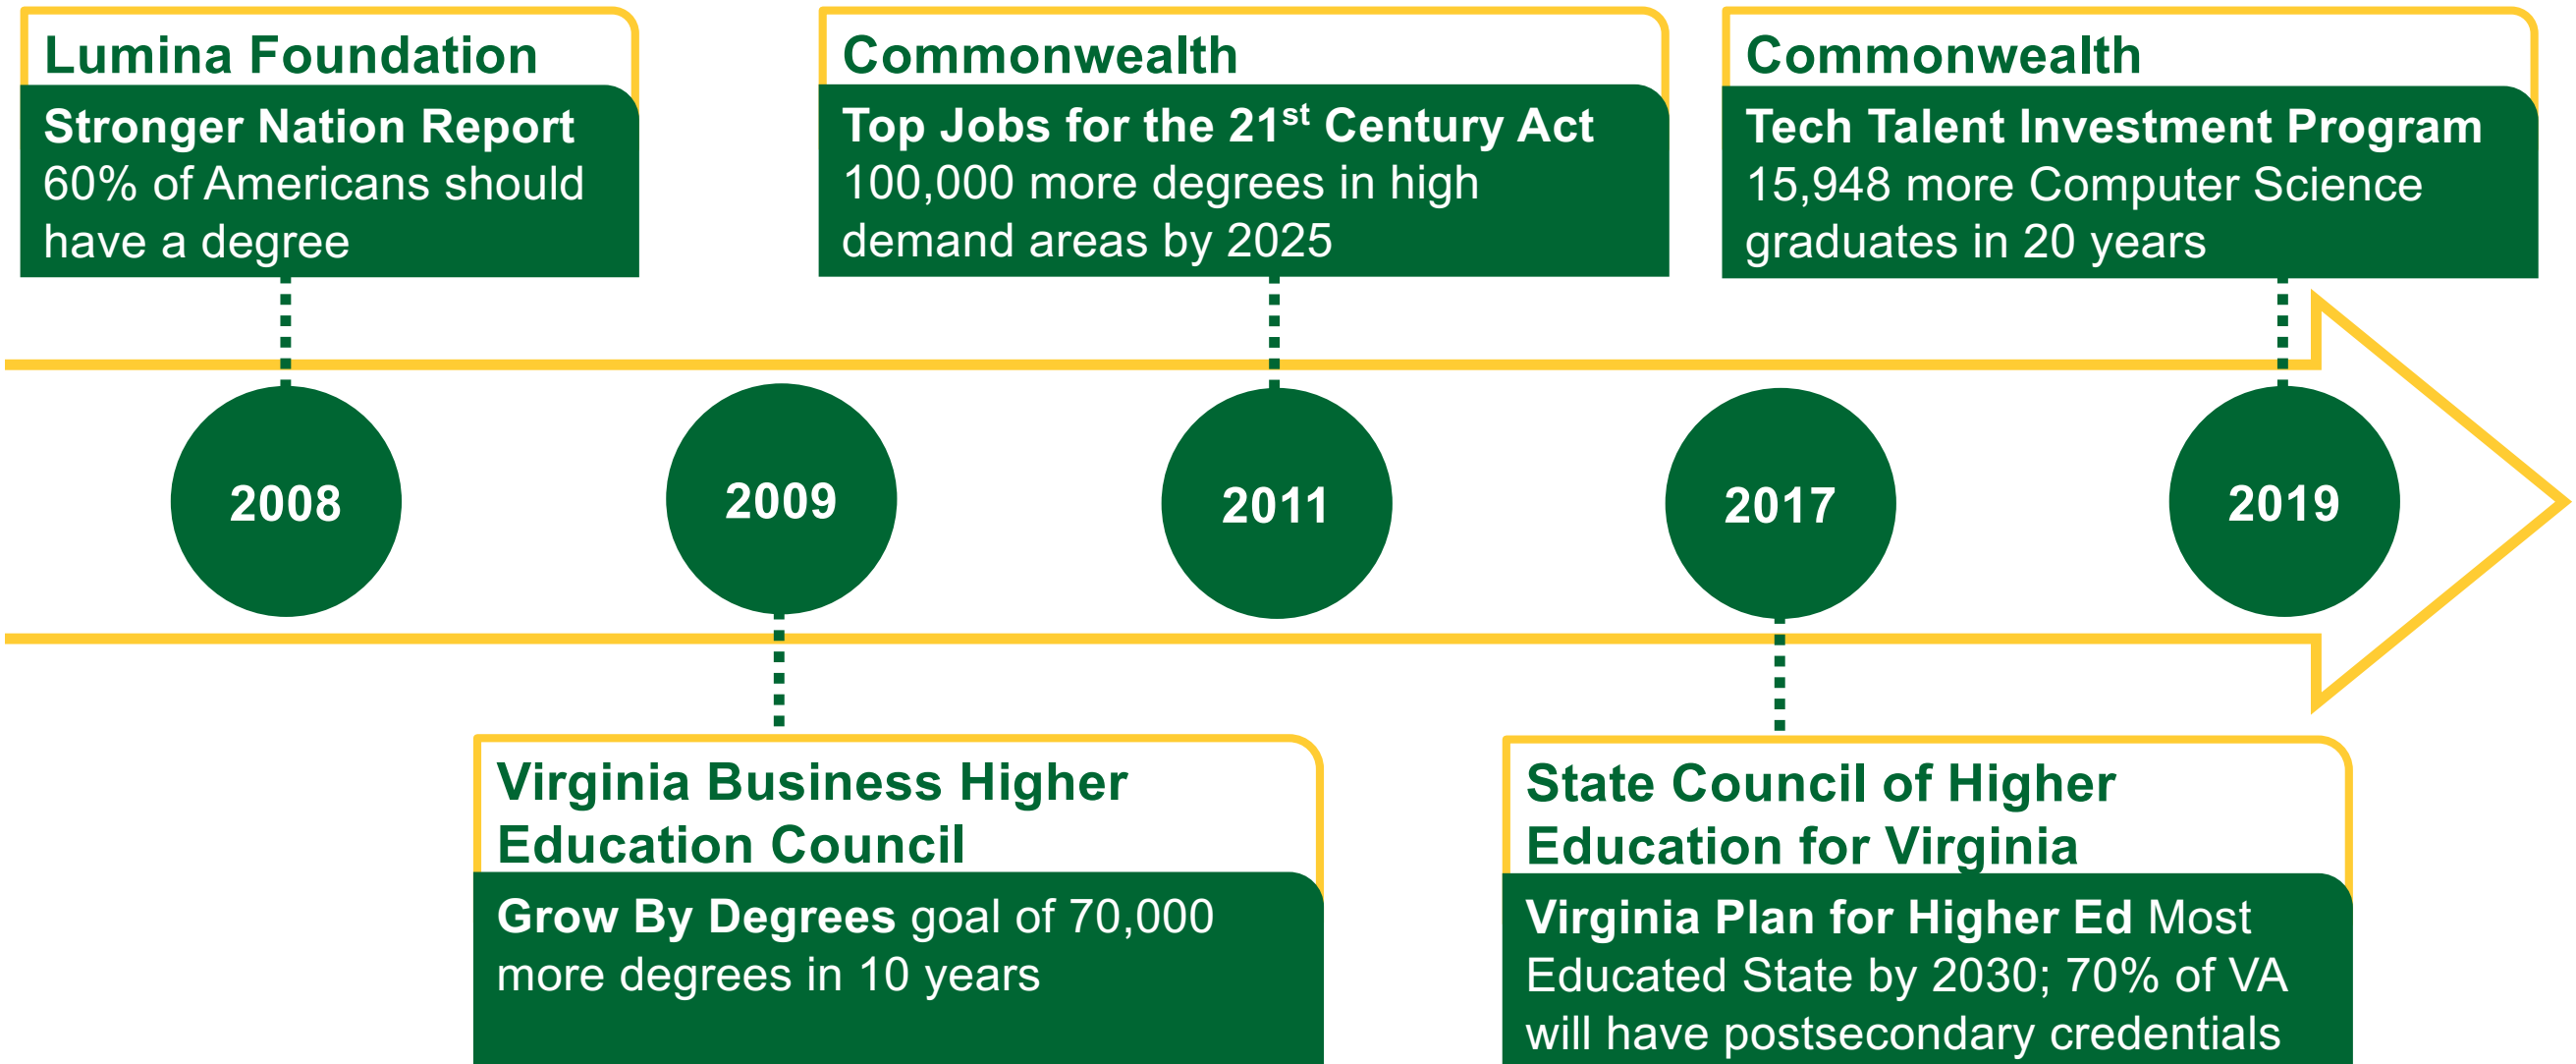 Lumina Foundation
Stronger Nation Report
60% of Americans should
have a degree
Commonwealth
Top Jobs for the 21st Century Act
100,000 more degrees in high
demand areas by 2025
Commonwealth
Tech Talent Investment Program
15,948 more Computer Science
graduates in 20 years
2008
2009
2011
2017
2019
Virginia Business Higher
Education Council
Grow By Degrees goal of 70,000
more degrees in 10 years
State Council of Higher
Education for Virginia
Virginia Plan for Higher Ed Most
Educated State by 2030; 70% of VA
will have postsecondary credentials